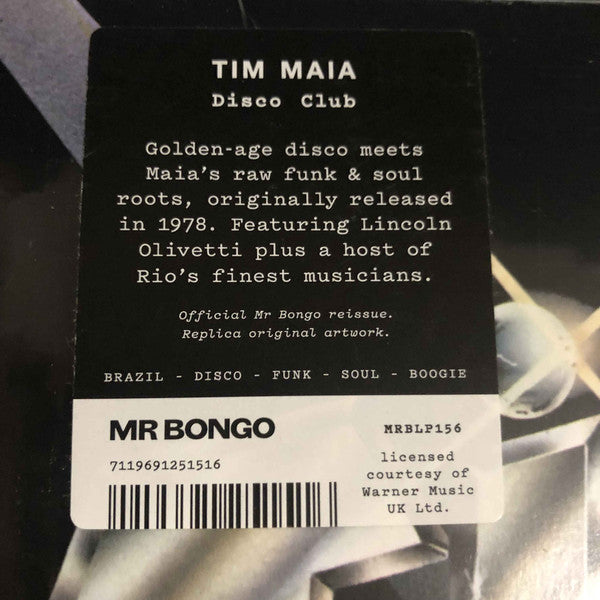 TIM MAIA
Disco Club
Golden-age disco meets
Maia's raw funk & soul
roots, originally released
in 1978. Featuring Lincoln
Olivetti plus a host of
Rio's finest musicians.
Official Mr Bongo reissue.
Replica original artwork.
BRAZIL - DISCO - FUNK - SOUL - BOOGIE
MR BONGO
MRBLP156
7119691251516
licensed
courtesy of
Warner Music
UK Ltd.